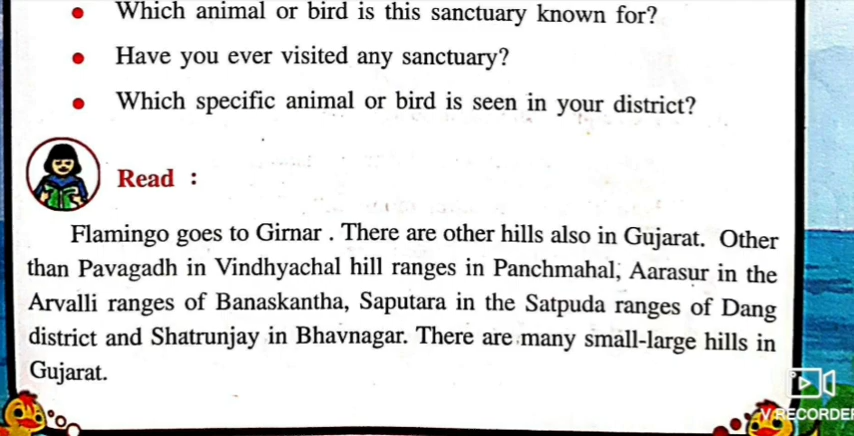 • Which animal or bird is this sanctuary known for?
• Have you ever visited any sanctuary?
• Which specific animal or bird is seen in your district?
Read :
Flamingo goes to Girnar . There are other hills also in Gujarat. Other
than Pavagadh in Vindhyachal hill ranges in Panchmahal, Aarasur in the
Arvalli ranges of Banaskantha, Saputara in the Satpuda ranges of Dang
district and Shatrunjay in Bhavnagar. There are many small-large hills in
Gujarat.
V RECORDER